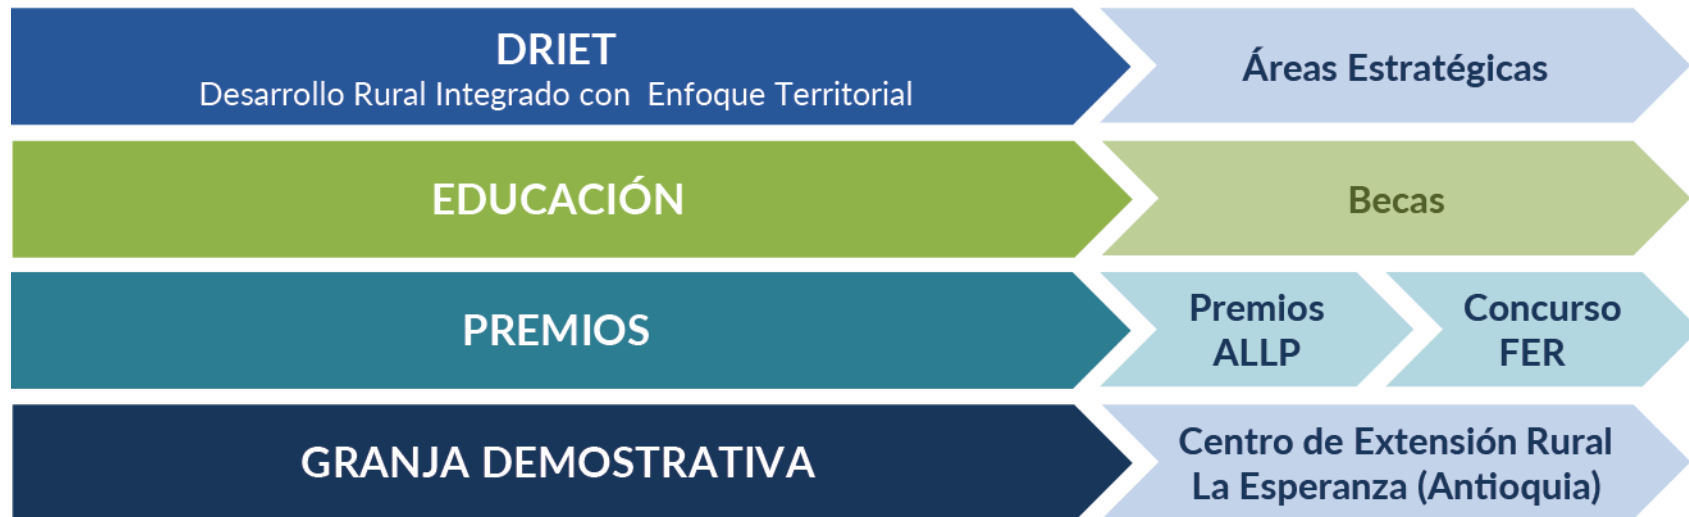 DRIET
Desarrollo Rural Integrado con Enfoque Territorial
Áreas Estratégicas
EDUCACIÓN
Becas
PREMIOS
Premios
ALLP
Concurso
FER
GRANJA DEMOSTRATIVA
Centro de Extensión Rural
La Esperanza (Antioquia)